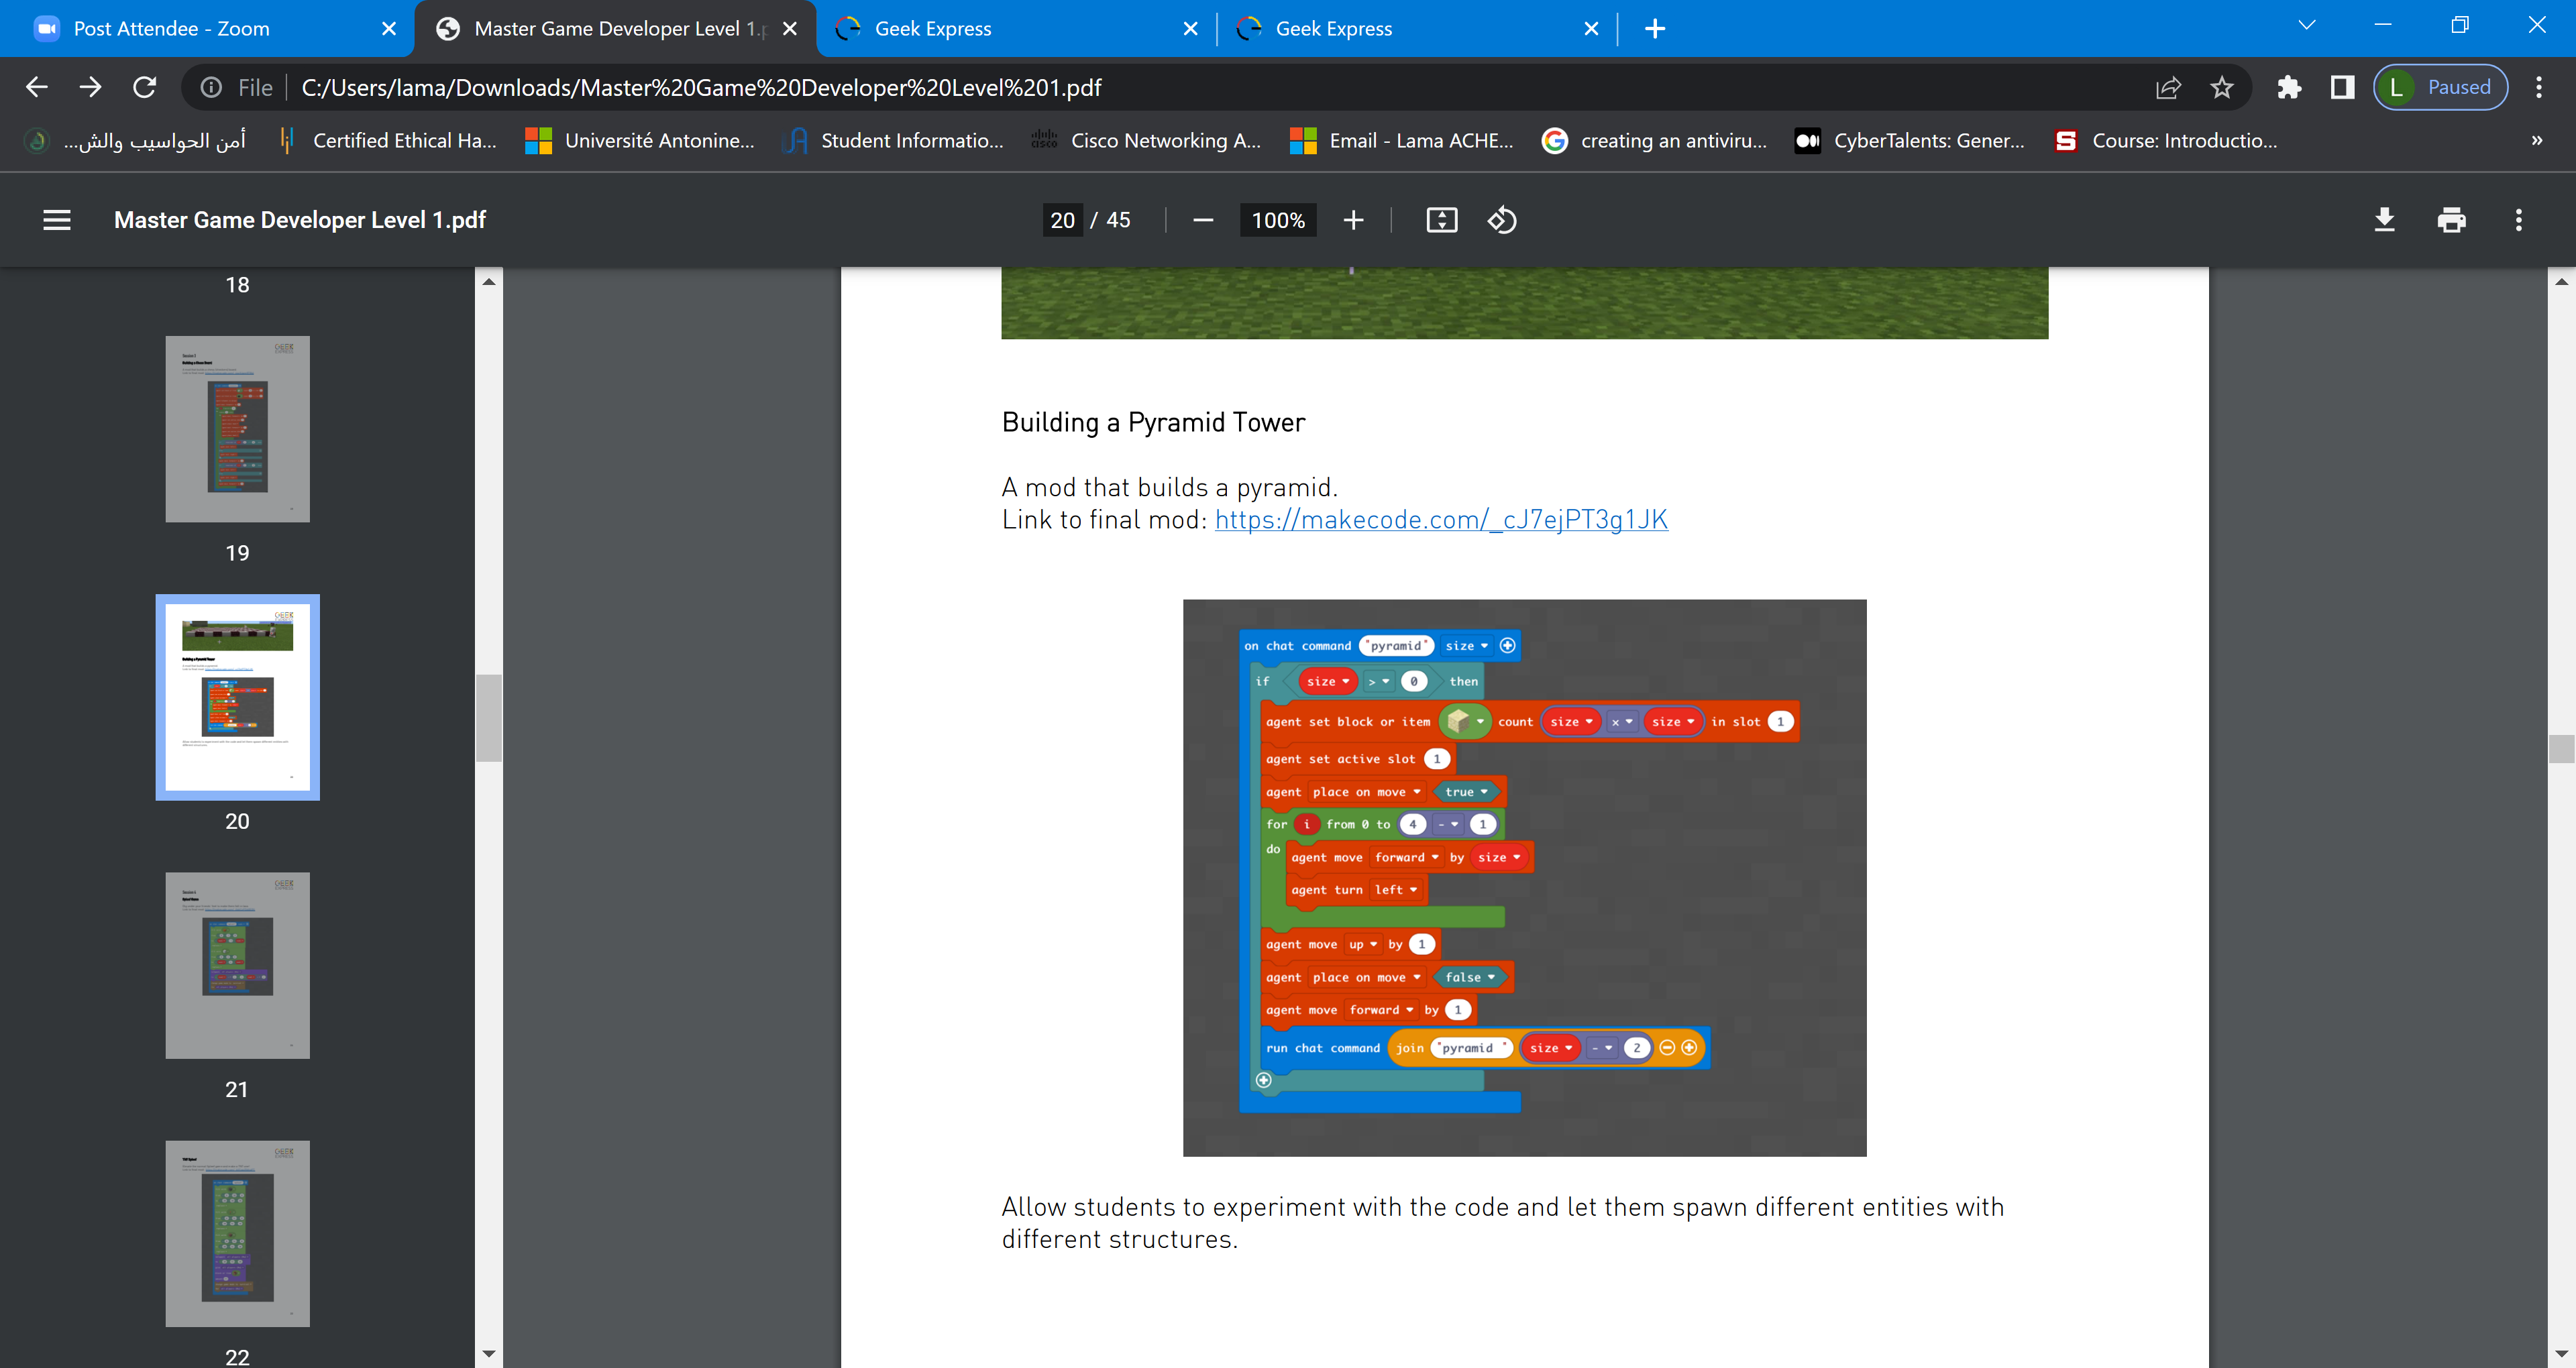 Post Attendee - Zoom
Master Game Developer Level 1.p
Geek Express
Geek Express
File
C:/Users/lama/Downloads/Master%20Game%20Developer%20Level%201.pdf
L Paused
أمن الحواسيب والش...
Certified Ethical Ha...
Université Antonine...
Student Informatio...
Cisco Networking A...
Email - Lama ACHE...
creating an antiviru...
CyberTalents: Gener...
Course: Introductio...
»
Master Game Developer Level 1.pdf
20 / 45
100%
18
19
20
21
22
Building a Pyramid Tower
A mod that builds a pyramid.
Link to final mod: https://makecode.com/_cJ7ejPT3g1JK
on chat command "pyramid" size
if size > 0 then
agent set block or item count size × size in slot 1
agent set active slot 1
agent place on move true
for i from 0 to 4 - 1
do
agent move forward by size
agent turn left
agent move up by 1
agent place on move false
agent move forward by 1
run chat command join "pyramid " size - 2
Allow students to experiment with the code and let them spawn different entities with
different structures.